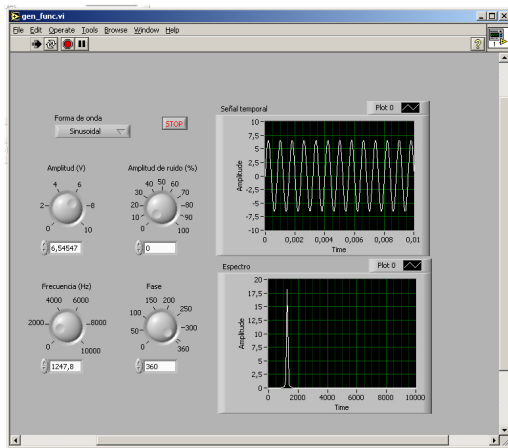 gen_func.vi
File Edit Operate Tools Browse Window Help
Forma de onda
Sinusoidal
STOP
Amplitud (V)
0 2 4 6 8 10
6,54547
Amplitud de ruido (%)
0 10 20 30 40 50 60 70 80 90 100
0
Frecuencia (Hz)
0 2000 4000 6000 8000 10000
1247,8
Fase
0 50 100 150 200 250 300 360
360
Señal temporal
Plot 0
Amplitude
10
7,5
5
2,5
0
-2,5
-5
-7,5
-10
0 0,002 0,004 0,006 0,008 0,01
Time
Espectro
Plot 0
Amplitude
20
17,5
15
12,5
10
7,5
5
2,5
0
0 2000 4000 6000 8000 10000
Time